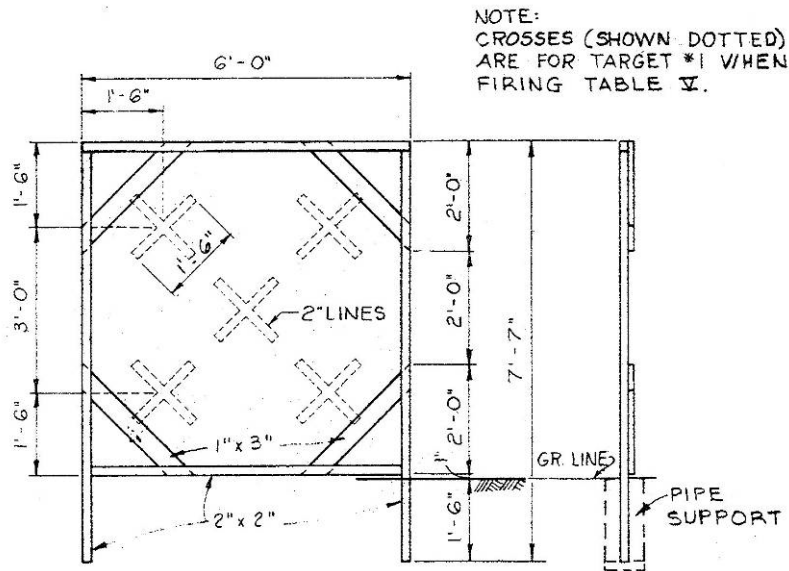 NOTE:
CROSSES (SHOWN DOTTED)
ARE FOR TARGET *1 WHEN
FIRING TABLE V.
6'-0"
1'-6"
1'-6"
3'-0"
1'-6"
1'-6"
2" LINES
1" x 3"
2" x 2"
2'-0"
2'-0"
2'-0"
1"
1'-6"
7'-7"
GR. LINE
PIPE
SUPPORT